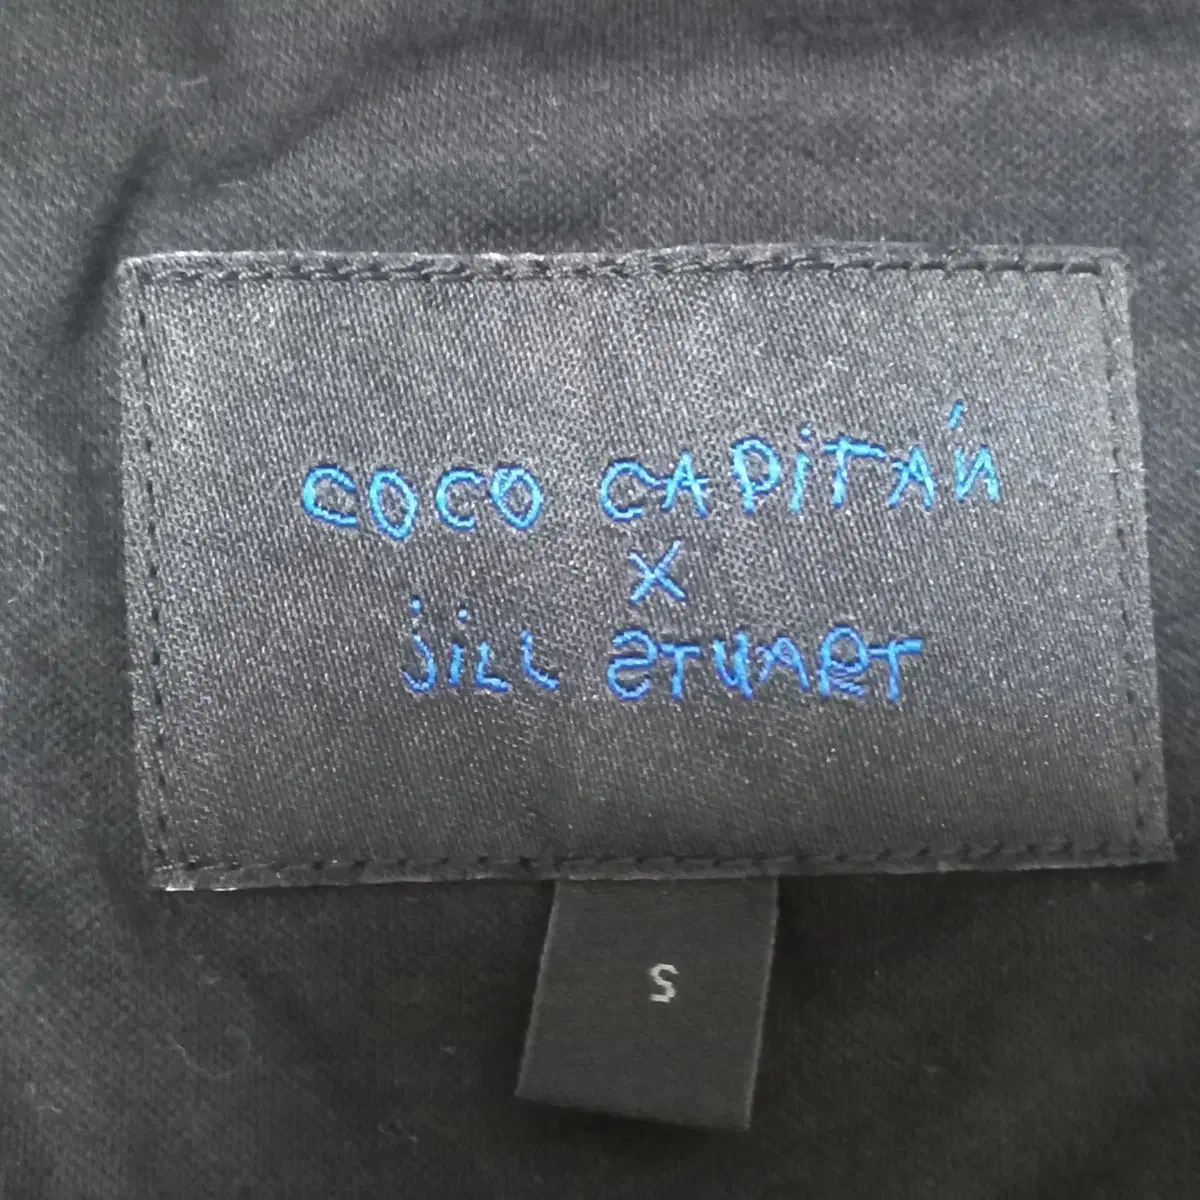 COCO CAPiTÁN
X
jiLL STUART
S